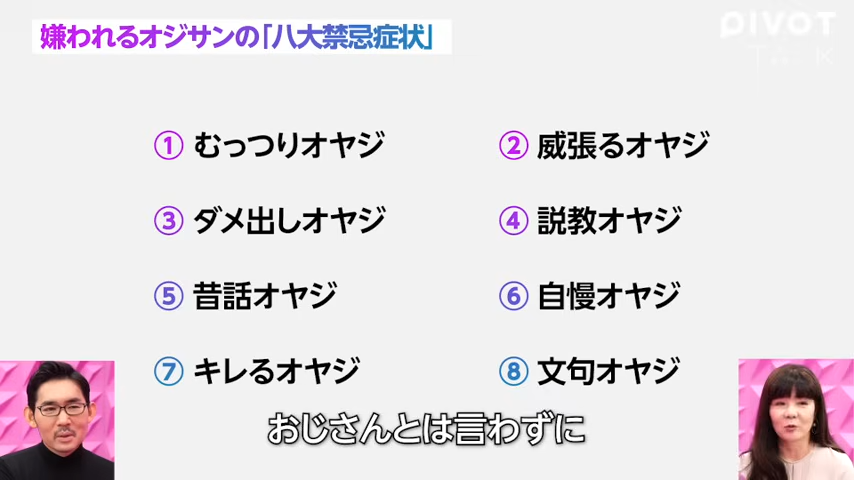 嫌われるオジサンの「八大禁忌症状」
PIVOT
TALK
① むっつりオヤジ
② 威張るオヤジ
③ ダメ出しオヤジ
④ 説教オヤジ
⑤ 昔話オヤジ
⑥ 自慢オヤジ
⑦ キレるオヤジ
⑧ 文句オヤジ
おじさんとは言わずに